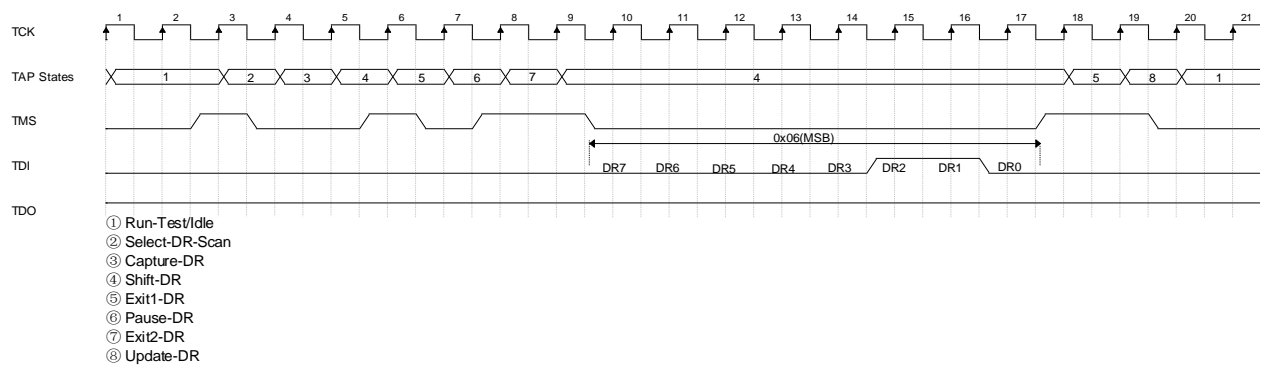 1 2 3 4 5 6 7 8 9 10 11 12 13 14 15 16 17 18 19 20 21
TCK
TAP States 1 2 3 4 5 6 7 4 5 8 1
TMS
0x06(MSB)
TDI DR7 DR6 DR5 DR4 DR3 DR2 DR1 DR0
TDO
① Run-Test/Idle
② Select-DR-Scan
③ Capture-DR
④ Shift-DR
⑤ Exit1-DR
⑥ Pause-DR
⑦ Exit2-DR
⑧ Update-DR